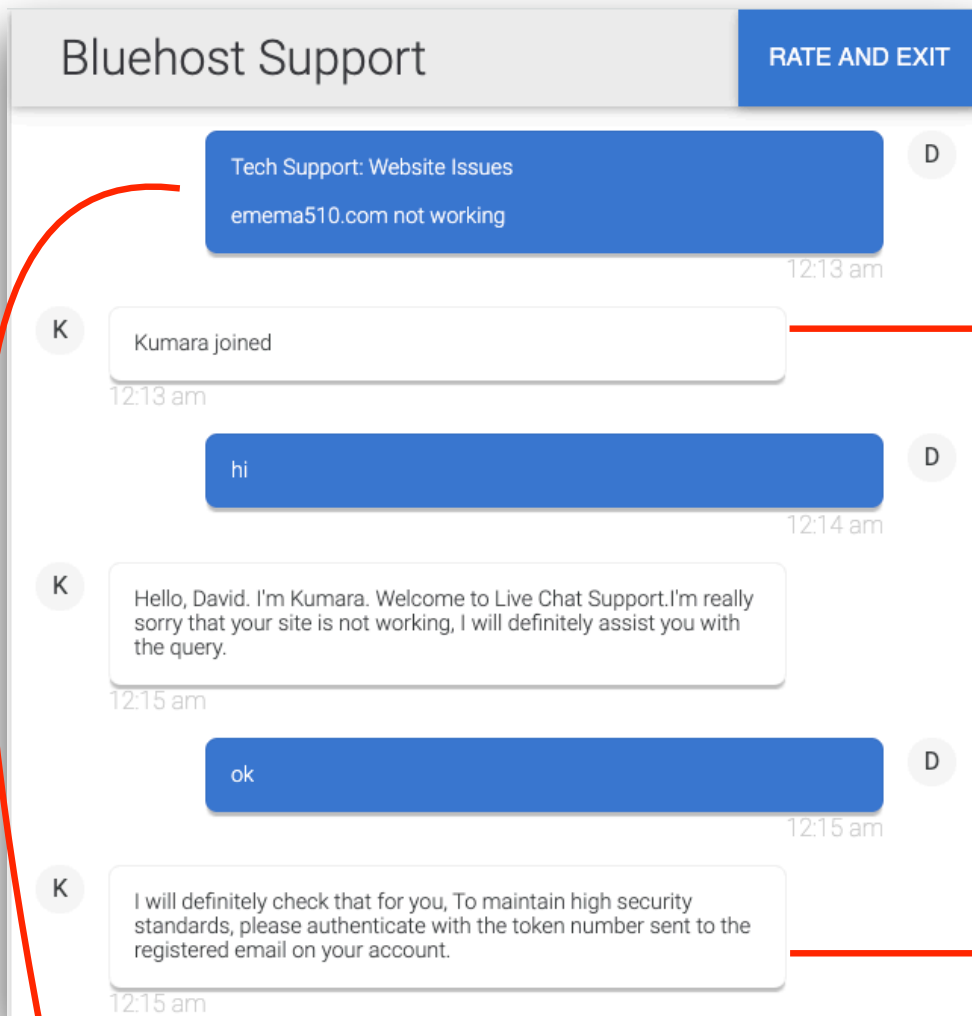 Bluehost Support
RATE AND EXIT
Tech Support: Website Issues
D
emema510.com not working
12:13 am
K
Kumara joined
12:13 am
hi
D
12:14 am
K
Hello, David. I'm Kumara. Welcome to Live Chat Support.I'm really
sorry that your site is not working, I will definitely assist you with
the query.
12:15 am
ok
D
12:15 am
K
I will definitely check that for you, To maintain high security
standards, please authenticate with the token number sent to the
registered email on your account.
12:15 am